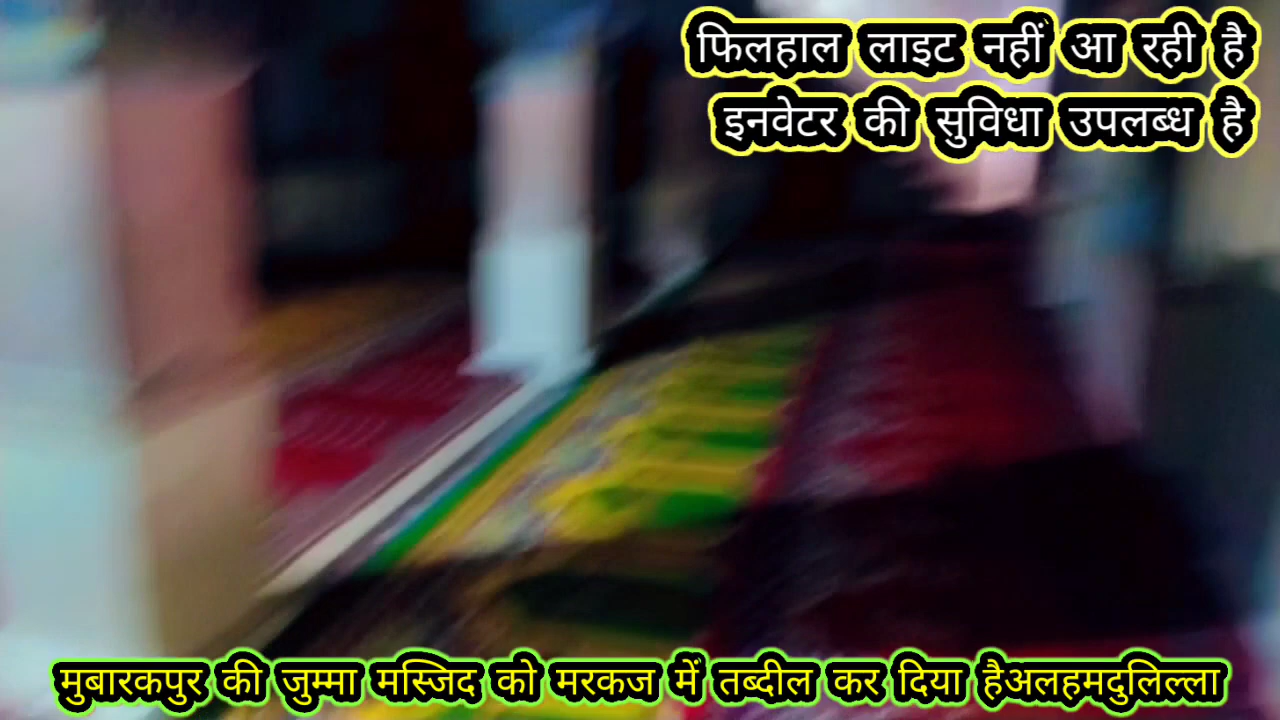 फिलहाल लाइट नहीं आ रही है
इनवेटर की सुविधा उपलब्ध है
मुबारकपुर की जुम्मा मस्जिद को मरकज में तब्दील कर दिया हैअलहमदुलिल्ला